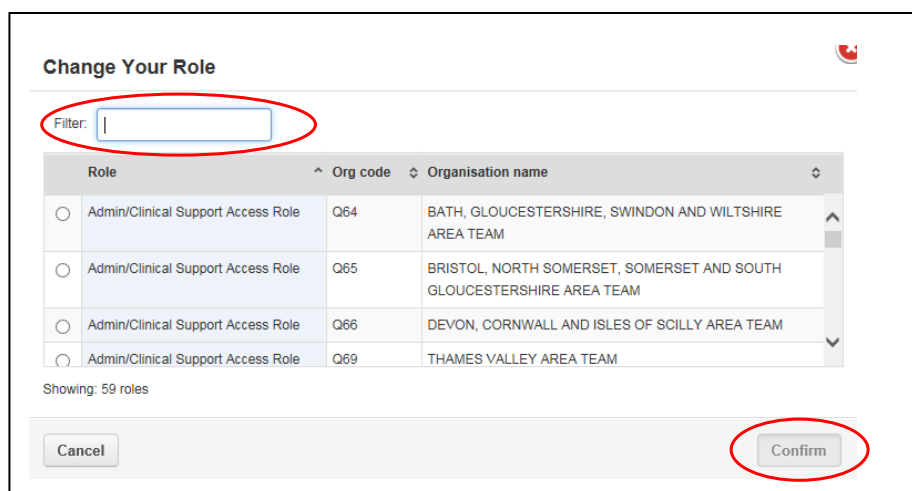 Change Your Role
Filter:
Role Org code Organisation name
Admin/Clinical Support Access Role Q64 BATH, GLOUCESTERSHIRE, SWINDON AND WILTSHIRE
AREA TEAM
Admin/Clinical Support Access Role Q65 BRISTOL, NORTH SOMERSET, SOMERSET AND SOUTH
GLOUCESTERSHIRE AREA TEAM
Admin/Clinical Support Access Role Q66 DEVON, CORNWALL AND ISLES OF SCILLY AREA TEAM
Admin/Clinical Support Access Role Q69 THAMES VALLEY AREA TEAM
Showing: 59 roles
Cancel Confirm